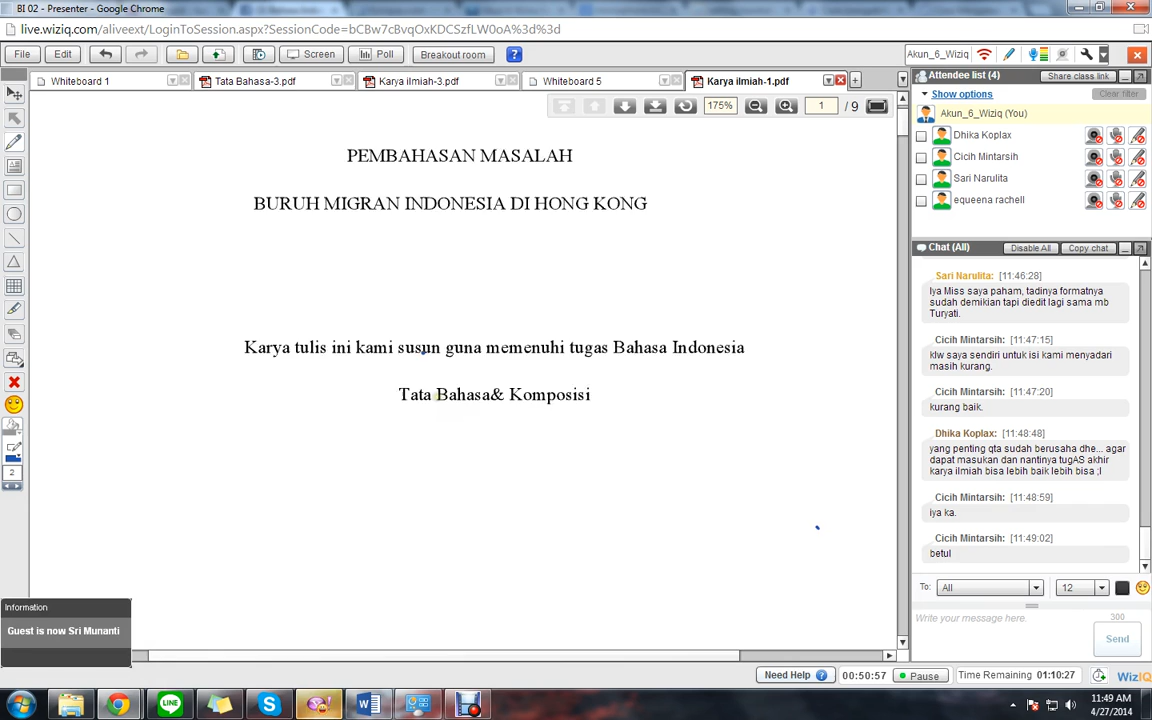 BI 02 - Presenter - Google Chrome
live.wiziq.com/aliveext/LoginToSession.aspx?SessionCode=bCBw7cBvqOxKDCSzfLW0oA%3d%3d
File
Edit
Screen
Poll
Breakout room
?
Akun_6_Wiziq
Whiteboard 1
Tata Bahasa-3.pdf
Karya ilmiah-3.pdf
Whiteboard 5
Karya ilmiah-1.pdf
175%
1
/ 9
PEMBAHASAN MASALAH
BURUH MIGRAN INDONESIA DI HONG KONG
Karya tulis ini kami susun guna memenuhi tugas Bahasa Indonesia
Tata Bahasa& Komposisi
2
Information
Guest is now Sri Munanti
Attendee list (4)
Share class link
Show options
Clear filter
Akun_6_Wiziq (You)
Dhika Koplax
Cicih Mintarsih
Sari Narulita
equeena rachell
Chat (All)
Disable All
Copy chat
Sari Narulita: [11:46:28]
Iya Miss saya paham, tadinya formatnya
sudah demikian tapi diedit lagi sama mb
Turyati.
Cicih Mintarsih: [11:47:15]
klw saya sendiri untuk isi kami menyadari
masih kurang.
Cicih Mintarsih: [11:47:20]
kurang baik.
Dhika Koplax: [11:48:48]
yang penting qta sudah berusaha dhe... agar
dapat masukan dan nantinya tugAS akhir
karya ilmiah bisa lebih baik lebih bisa ;l
Cicih Mintarsih: [11:48:59]
iya ka.
Cicih Mintarsih: [11:49:02]
betul
To:
All
12
Write your message here.
300
Send
Need Help ?
00:50:57
Pause
Time Remaining 01:10:27
WizIQ
LINE
11:49 AM
4/27/2014